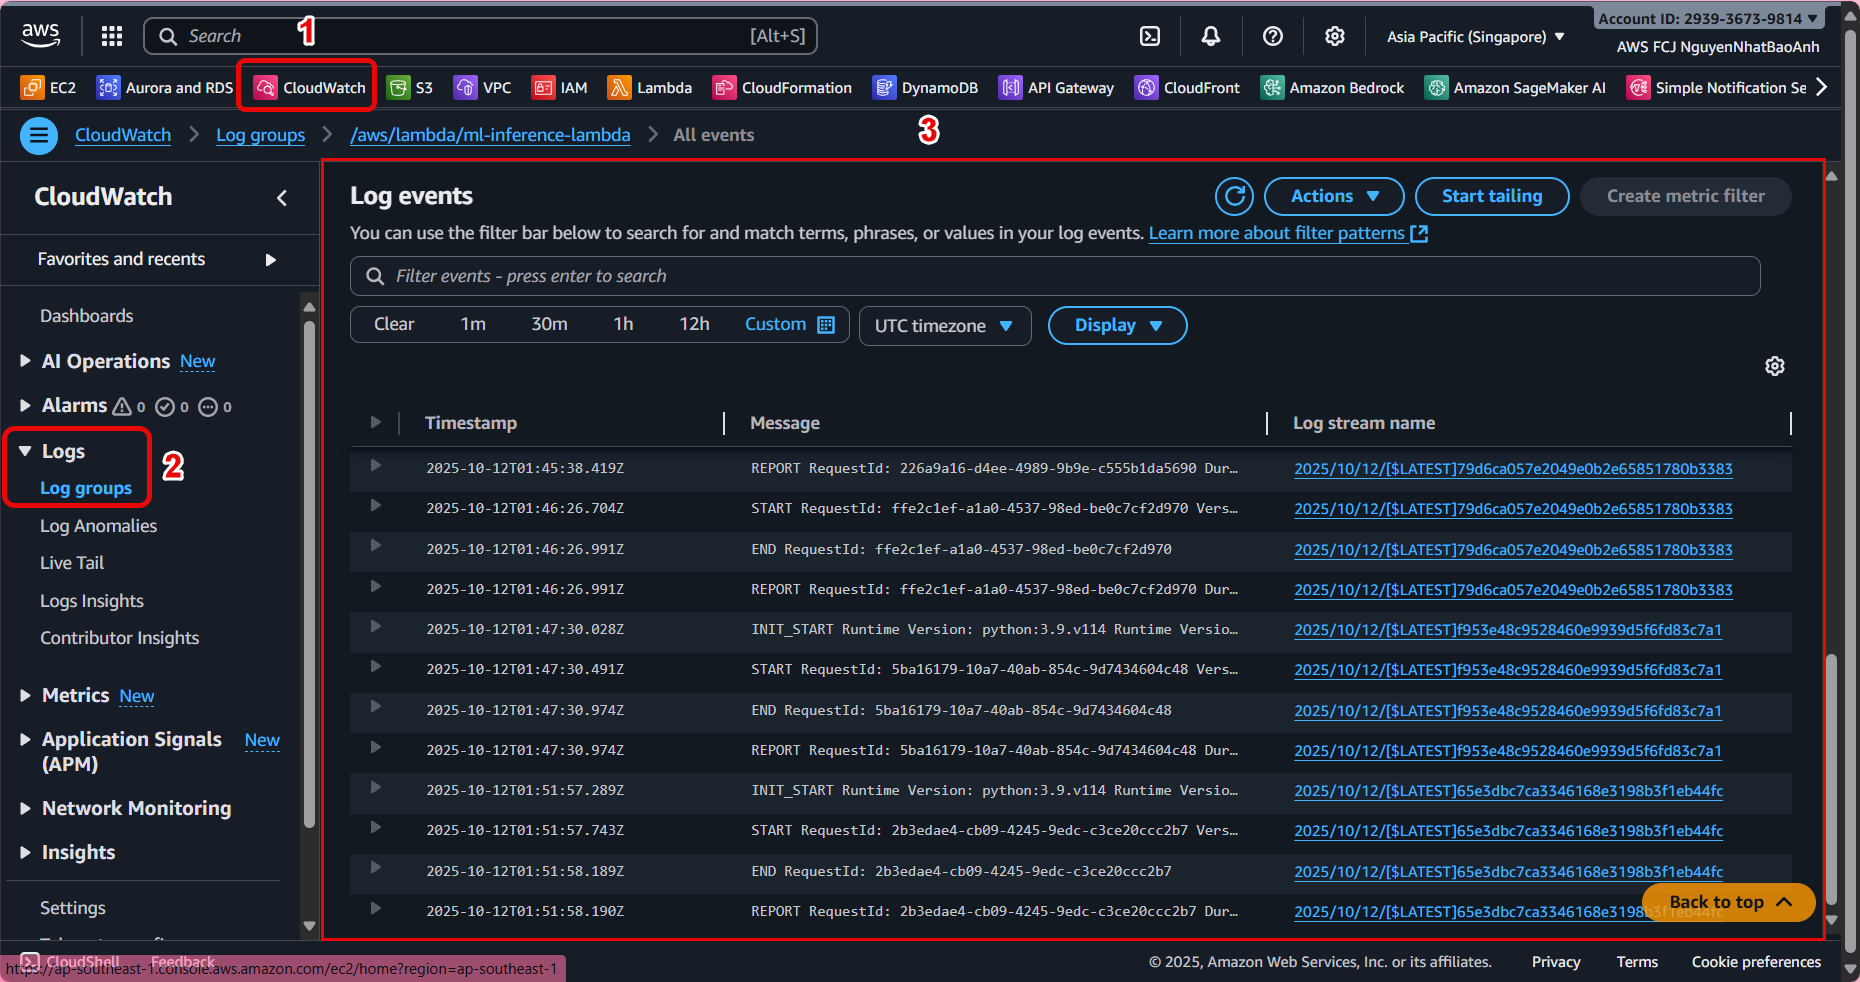 aws
Search [Alt+S]
1
Asia Pacific (Singapore)
Account ID: 2939-3673-9814
AWS FCJ NguyenNhatBaoAnh
EC2 Aurora and RDS CloudWatch S3 VPC IAM Lambda CloudFormation DynamoDB API Gateway CloudFront Amazon Bedrock Amazon SageMaker AI Simple Notification Se
CloudWatch Log groups /aws/lambda/ml-inference-lambda All events
3
CloudWatch
Favorites and recents
Dashboards
AI Operations New
Alarms 0 0 0
Logs
Log groups
2
Log Anomalies
Live Tail
Logs Insights
Contributor Insights
Metrics New
Application Signals (APM) New
Network Monitoring
Insights
Settings
Log events
Actions Start tailing Create metric filter
You can use the filter bar below to search for and match terms, phrases, or values in your log events. Learn more about filter patterns
Filter events - press enter to search
Clear 1m 30m 1h 12h Custom UTC timezone Display
Timestamp Message Log stream name
2025-10-12T01:45:38.419Z REPORT RequestId: 226a9a16-d4ee-4989-9b9e-c555b1da5690 Dur… 2025/10/12/[$LATEST]79d6ca057e2049e0b2e65851780b3383
2025-10-12T01:46:26.704Z START RequestId: ffe2c1ef-a1a0-4537-98ed-be0c7cf2d970 Vers… 2025/10/12/[$LATEST]79d6ca057e2049e0b2e65851780b3383
2025-10-12T01:46:26.991Z END RequestId: ffe2c1ef-a1a0-4537-98ed-be0c7cf2d970 2025/10/12/[$LATEST]79d6ca057e2049e0b2e65851780b3383
2025-10-12T01:46:26.991Z REPORT RequestId: ffe2c1ef-a1a0-4537-98ed-be0c7cf2d970 Dur… 2025/10/12/[$LATEST]79d6ca057e2049e0b2e65851780b3383
2025-10-12T01:47:30.028Z INIT_START Runtime Version: python:3.9.v114 Runtime Versio… 2025/10/12/[$LATEST]f953e48c9528460e9939d5f6fd83c7a1
2025-10-12T01:47:30.491Z START RequestId: 5ba16179-10a7-40ab-854c-9d7434604c48 Vers… 2025/10/12/[$LATEST]f953e48c9528460e9939d5f6fd83c7a1
2025-10-12T01:47:30.974Z END RequestId: 5ba16179-10a7-40ab-854c-9d7434604c48 2025/10/12/[$LATEST]f953e48c9528460e9939d5f6fd83c7a1
2025-10-12T01:47:30.974Z REPORT RequestId: 5ba16179-10a7-40ab-854c-9d7434604c48 Dur… 2025/10/12/[$LATEST]f953e48c9528460e9939d5f6fd83c7a1
2025-10-12T01:51:57.289Z INIT_START Runtime Version: python:3.9.v114 Runtime Versio… 2025/10/12/[$LATEST]65e3dbc7ca3346168e3198b3f1eb44fc
2025-10-12T01:51:57.743Z START RequestId: 2b3edae4-cb09-4245-9edc-c3ce20ccc2b7 Vers… 2025/10/12/[$LATEST]65e3dbc7ca3346168e3198b3f1eb44fc
2025-10-12T01:51:58.189Z END RequestId: 2b3edae4-cb09-4245-9edc-c3ce20ccc2b7 2025/10/12/[$LATEST]65e3dbc7ca3346168e3198b3f1eb44fc
2025-10-12T01:51:58.190Z REPORT RequestId: 2b3edae4-cb09-4245-9edc-c3ce20ccc2b7 Dur… 2025/10/12/[$LATEST]65e3dbc7ca3346168e3198b3f1eb44fc
Back to top
CloudShell Feedback
https://ap-southeast-1.console.aws.amazon.com/ec2/home?region=ap-southeast-1
© 2025, Amazon Web Services, Inc. or its affiliates. Privacy Terms Cookie preferences